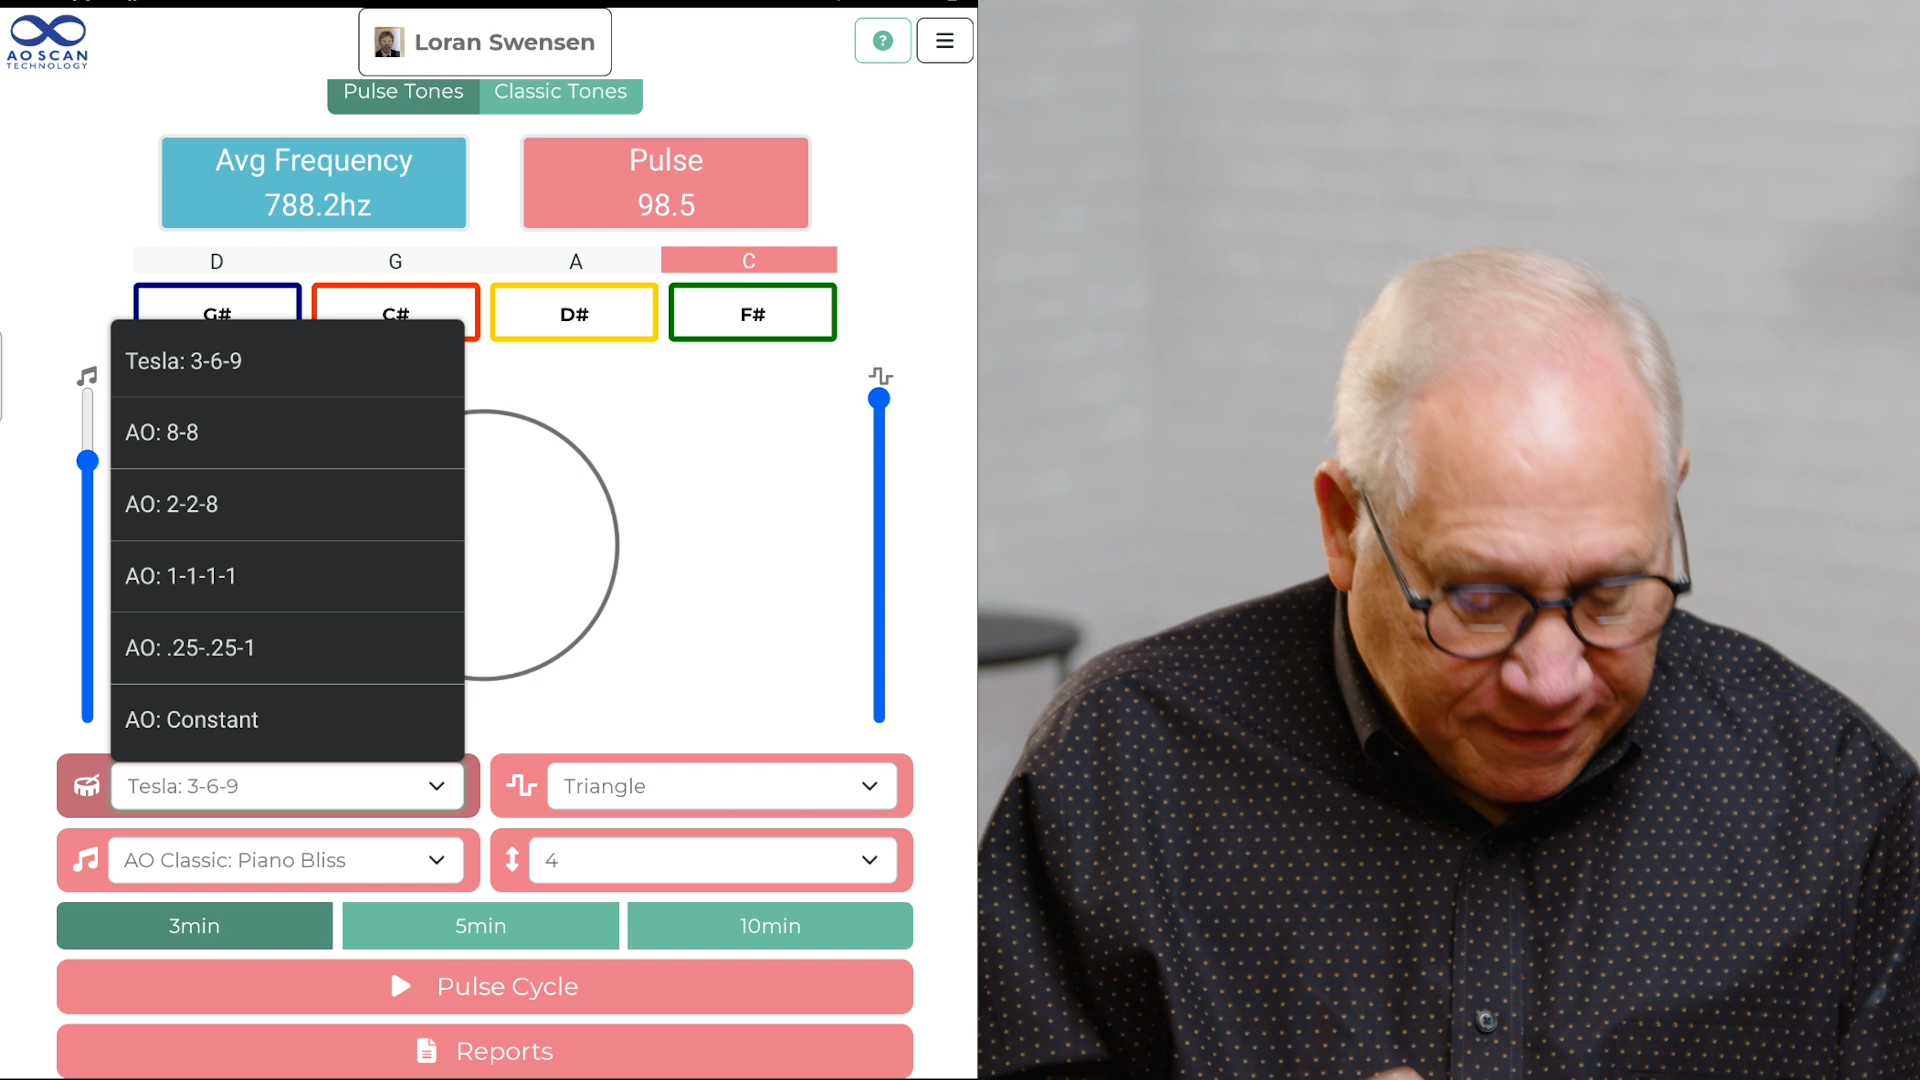 AO SCAN
TECHNOLOGY
Loran Swensen
?
Pulse Tones
Classic Tones
Avg Frequency
788.2hz
Pulse
98.5
D
G
A
C
G#
C#
D#
F#
Tesla: 3-6-9
AO: 8-8
AO: 2-2-8
AO: 1-1-1-1
AO: .25-.25-1
AO: Constant
Tesla: 3-6-9
Triangle
AO Classic: Piano Bliss
4
3min
5min
10min
Pulse Cycle
Reports